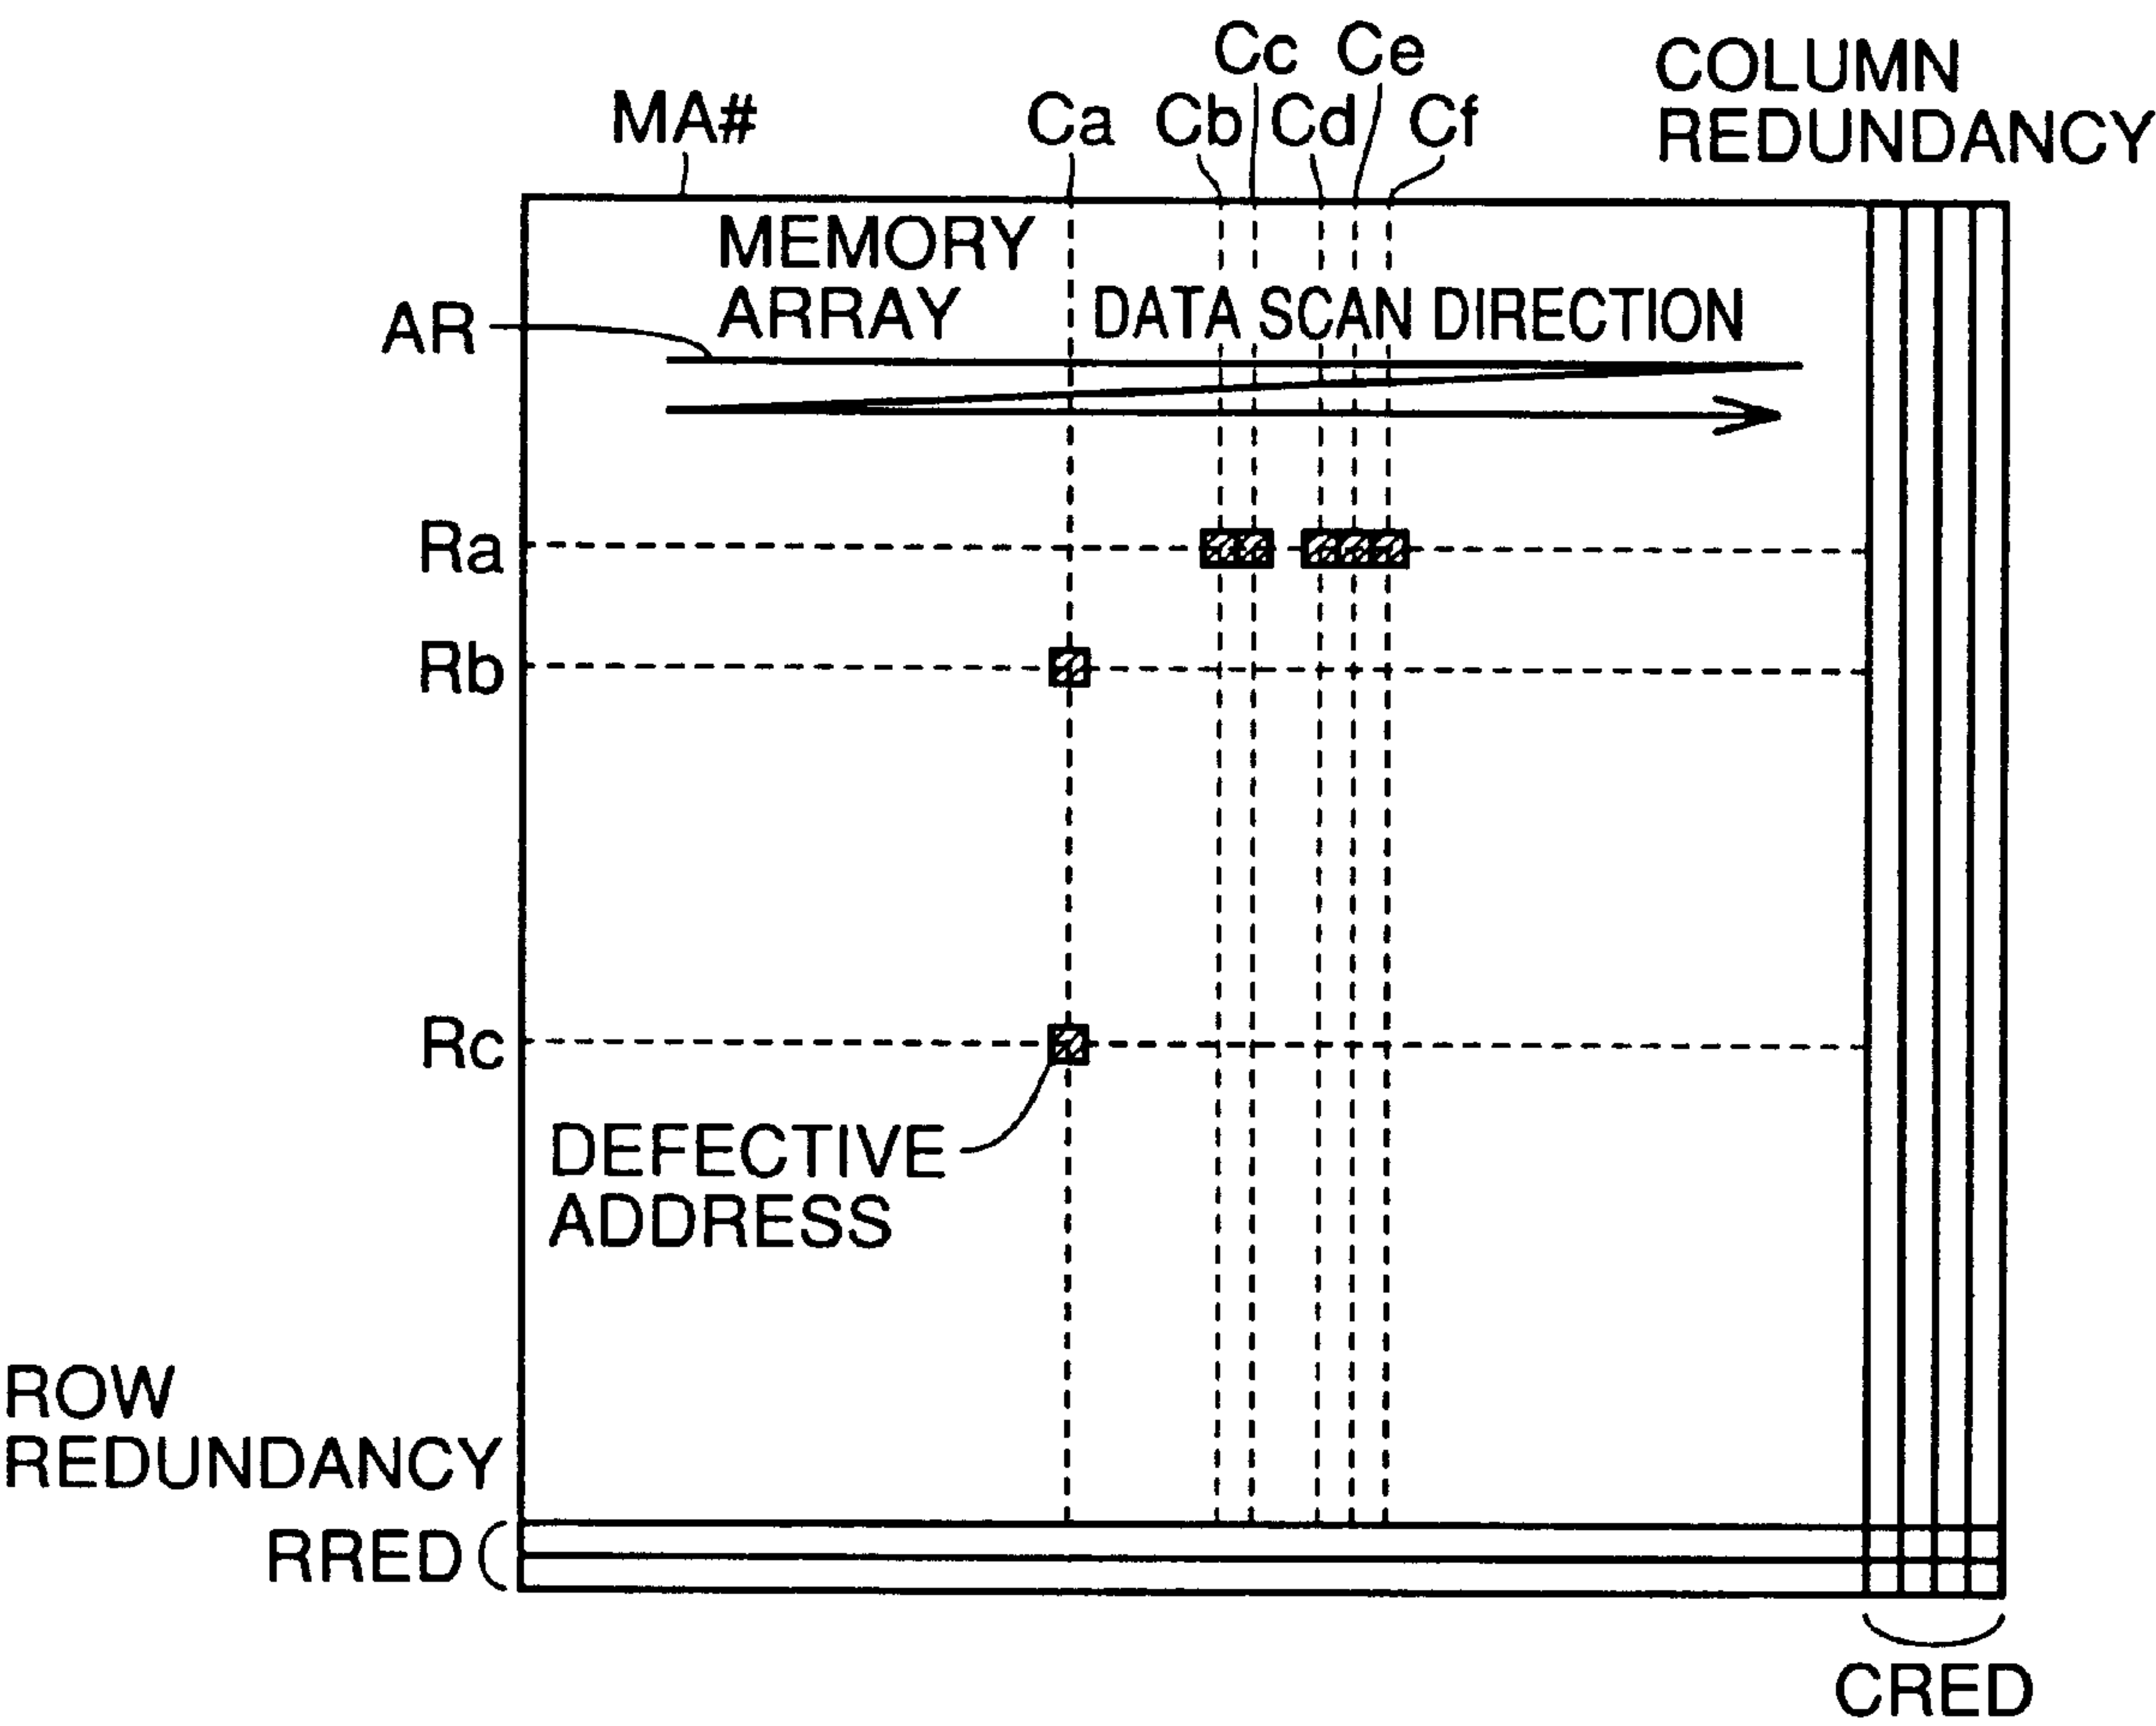 Cc Ce
COLUMN
REDUNDANCY
MA# Ca Cb Cd Cf
MEMORY
ARRAY
DATA SCAN DIRECTION
AR
Ra
Rb
Rc
DEFECTIVE
ADDRESS
ROW
REDUNDANCY
RRED
CRED